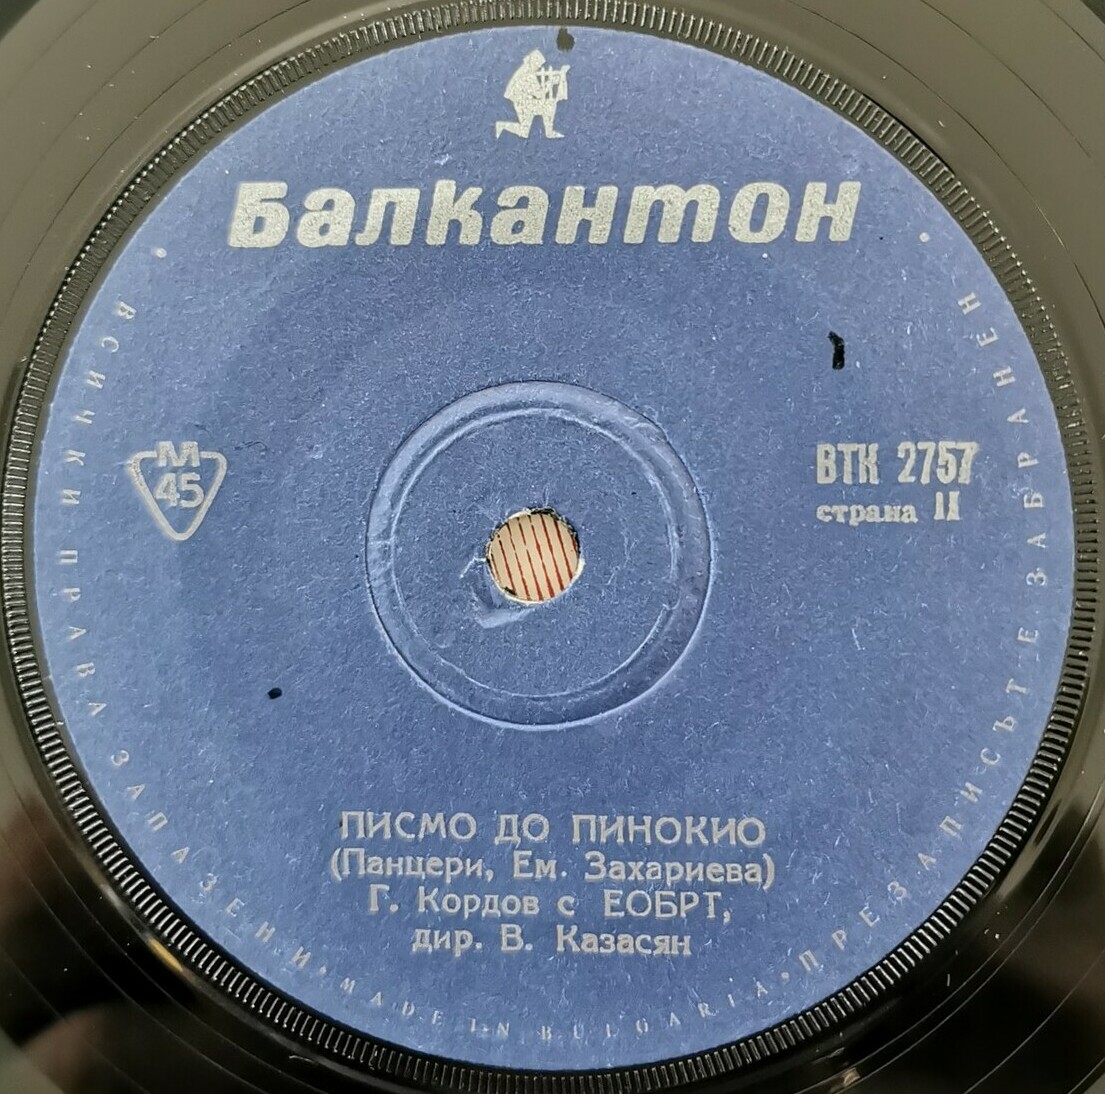 Балкантон
М
45
ВТК 2757
страна II
ПИСМО ДО ПИНОКИО
(Панцери, Ем. Захариева)
Г. Кордов с ЕОБРТ,
дир. В. Казасян
ВСИЧКИ ПРАВА ЗАПАЗЕНИ • MADE IN BULGARIA • ПРЕЗАПИСЪТ Е ЗАБРАНЕН